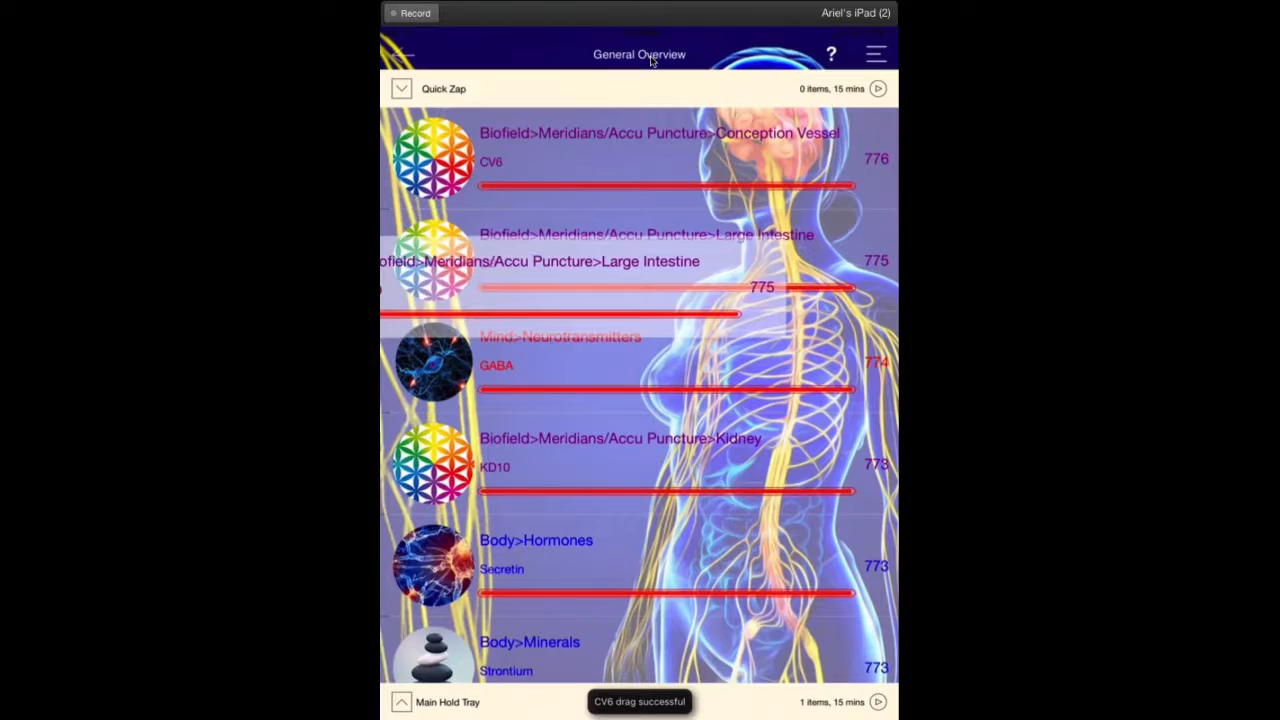 Record
Ariel's iPad (2)
General Overview
?
Quick Zap
0 items, 15 mins
Biofield>Meridians/Accu Puncture>Conception Vessel
CV6
776
Biofield>Meridians/Accu Puncture>Large Intestine
775
ofield>Meridians/Accu Puncture>Large Intestine
775
Mind>Neurotransmitters
GABA
774
Biofield>Meridians/Accu Puncture>Kidney
KD10
773
Body>Hormones
Secretin
773
Body>Minerals
Strontium
773
Main Hold Tray
CV6 drag successful
1 items, 15 mins